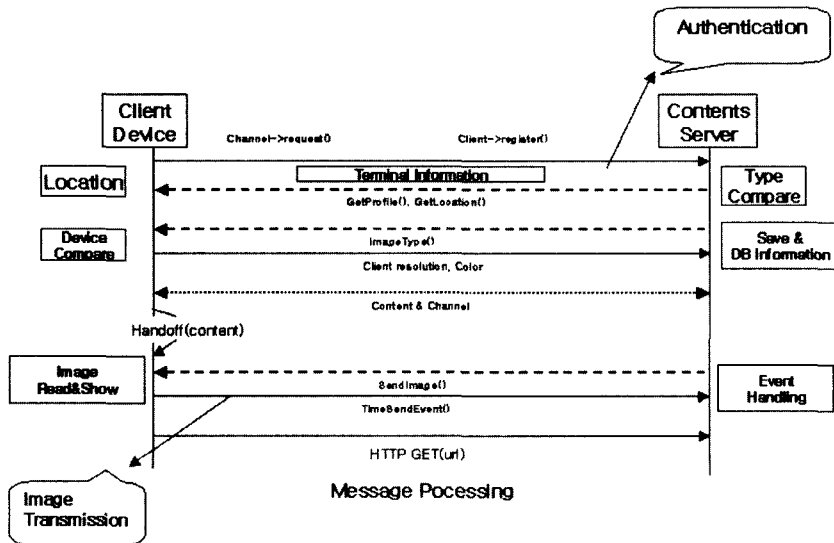 Authentication
Client
Device
Contents
Server
Channel->request()
Client->register()
Terminal Information
Location
Type
Compare
GetProfile(), GetLocation()
Device
Compare
ImageType()
Save &
DB Information
Client resolution, Color
Content & Channel
Handoff(content)
Image
Read&Show
SendImage()
Event
Handling
TimeSendEvent()
HTTP GET(url)
Image
Transmission
Message Pocessing